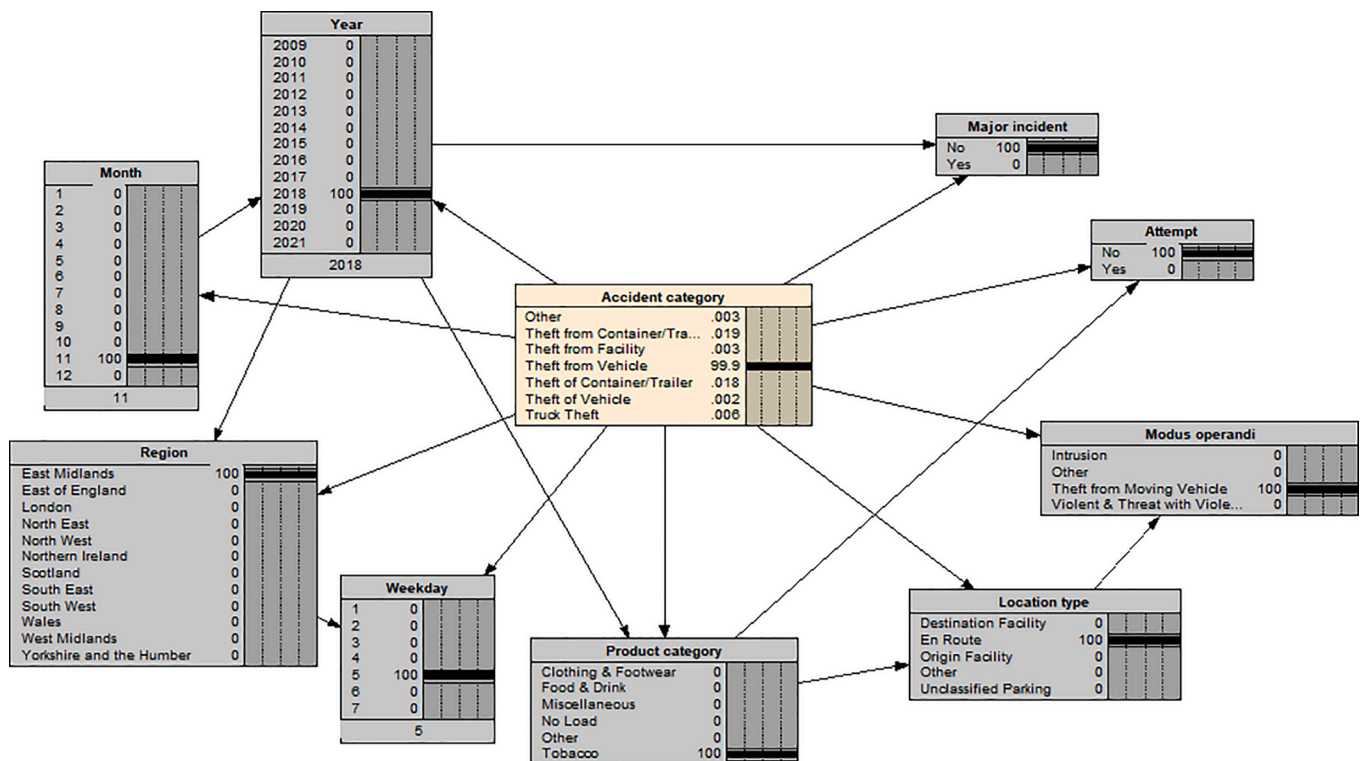 Year
2009 0
2010 0
2011 0
2012 0
2013 0
2014 0
2015 0
2016 0
2017 0
2018 100
2019 0
2020 0
2021 0
2018
Major incident
No 100
Yes 0
Month
1 0
2 0
3 0
4 0
5 0
6 0
7 0
8 0
9 0
10 0
11 100
12 0
11
Attempt
No 100
Yes 0
Accident category
Other .003
Theft from Container/Tra... .019
Theft from Facility .003
Theft from Vehicle 99.9
Theft of Container/Trailer .018
Theft of Vehicle .002
Truck Theft .006
Modus operandi
Intrusion 0
Other 0
Theft from Moving Vehicle 100
Violent & Threat with Viole... 0
Region
East Midlands 100
East of England 0
London 0
North East 0
North West 0
Northern Ireland 0
Scotland 0
South East 0
South West 0
Wales 0
West Midlands 0
Yorkshire and the Humber 0
Weekday
1 0
2 0
3 0
4 0
5 100
6 0
7 0
5
Location type
Destination Facility 0
En Route 100
Origin Facility 0
Other 0
Unclassified Parking 0
Product category
Clothing & Footwear 0
Food & Drink 0
Miscellaneous 0
No Load 0
Other 0
Tobacco 100